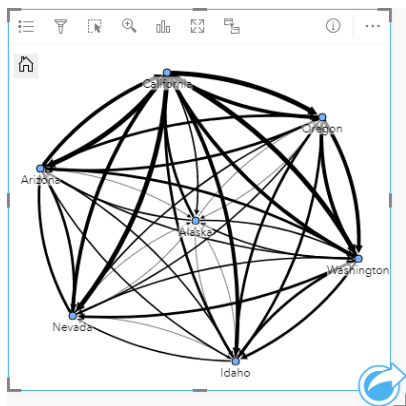 California
Oregon
Arizona
Alaska
Washington
Nevada
Idaho